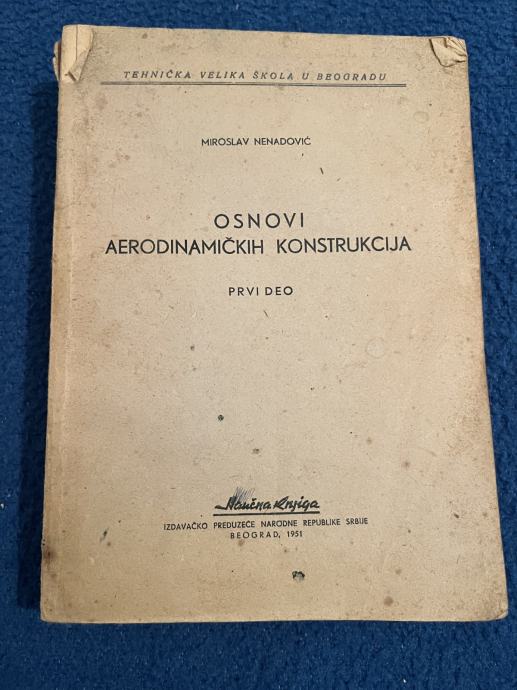 TEHNIČKA VELIKA ŠKOLA U BEOGRADU
MIROSLAV NENADOVIĆ
OSNOVI
AERODINAMIČKIH KONSTRUKCIJA
PRVI DEO
Naučna knjiga
IZDAVAČKO PREDUZEĆE NARODNE REPUBLIKE SRBIJE
BEOGRAD, 1951